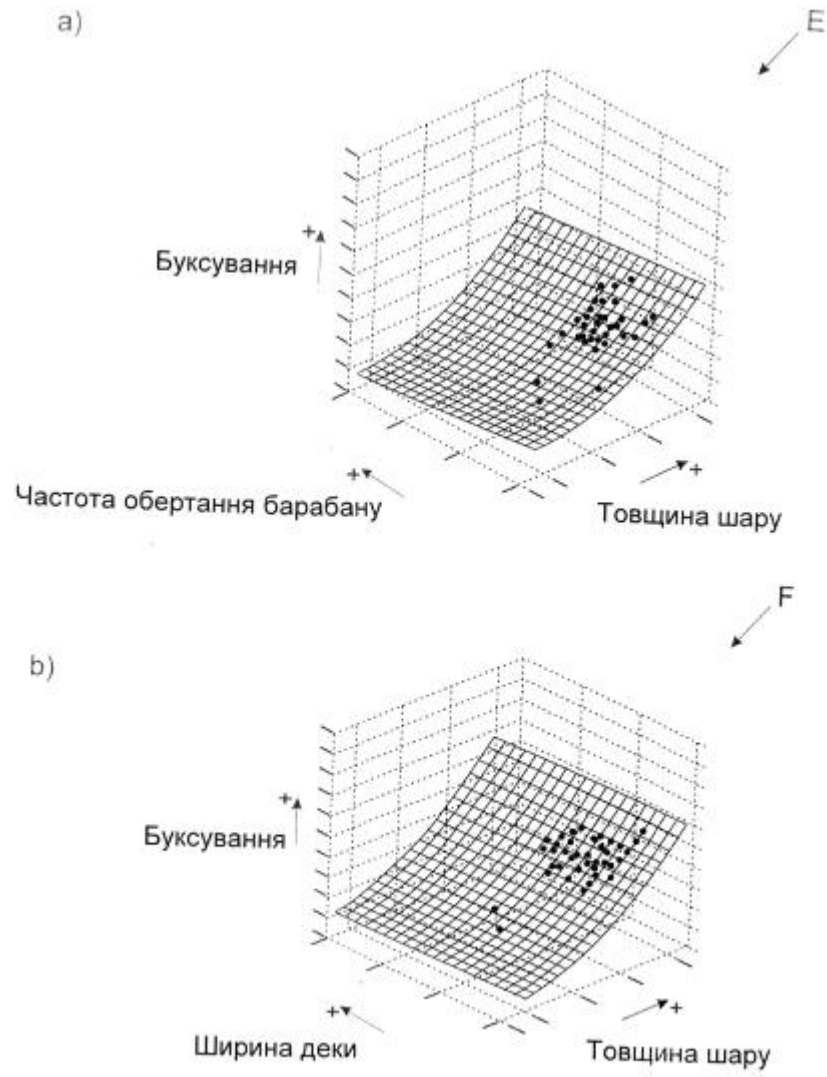 a)
E
+
Буксування
+
+
Частота обертання барабану
Товщина шару
F
b)
+
Буксування
+
+
Ширина деки
Товщина шару